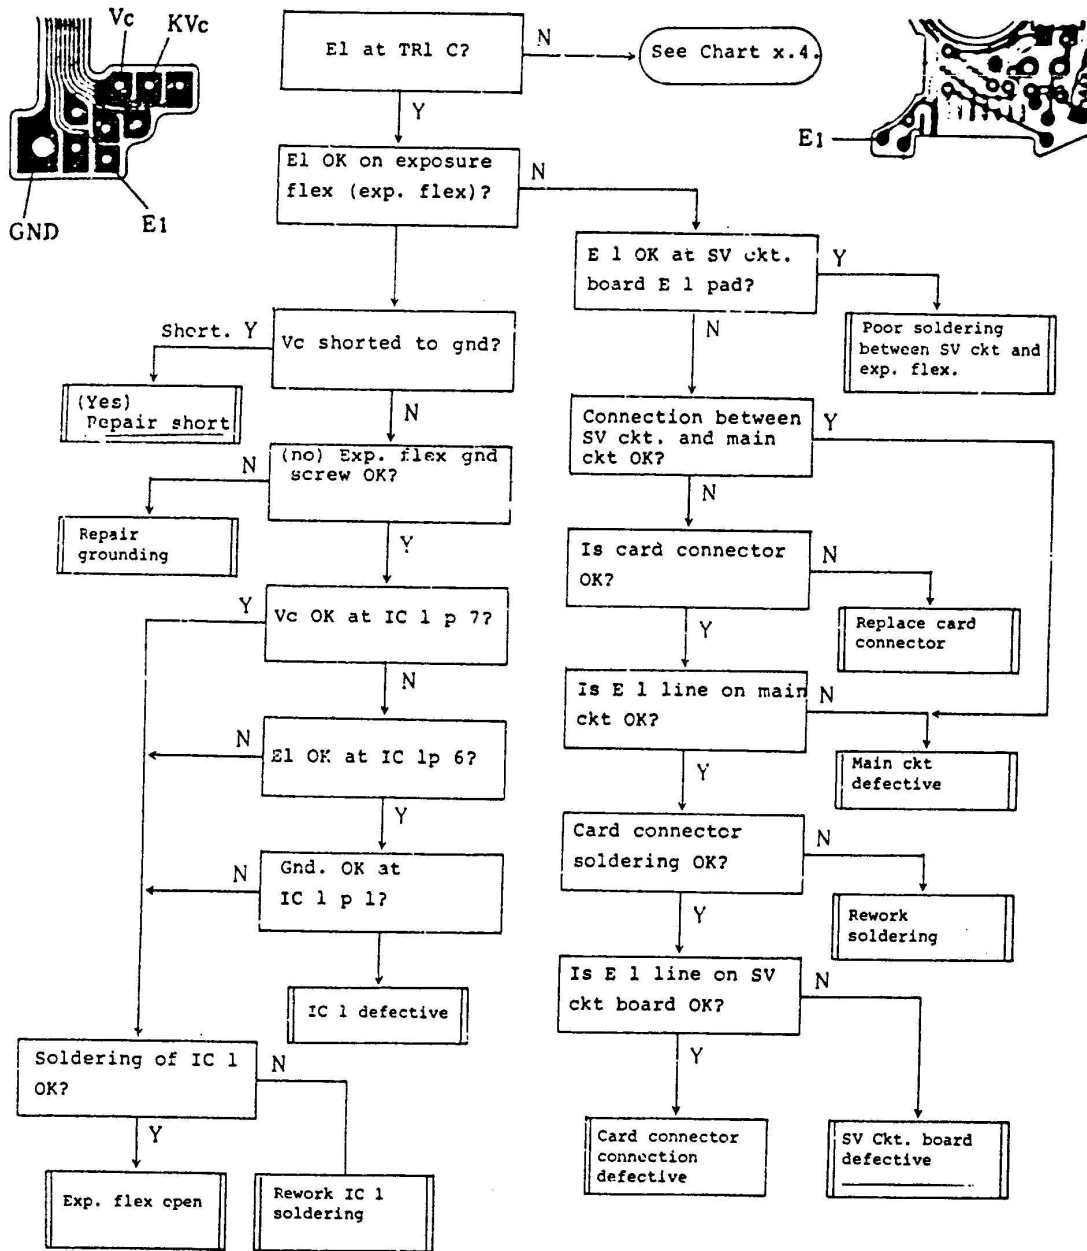 Vc
KVc
GND
E1
E1 at TR1 C?
N
See Chart x.4.
E1
Y
E1 OK on exposure
flex (exp. flex)?
N
E 1 OK at SV ckt.
board E 1 pad?
Y
N
Poor soldering
between SV ckt and
exp. flex.
Short. Y
Vc shorted to gnd?
(Yes)
Repair short
N
Connection between
SV ckt. and main
ckt OK?
Y
N
(no) Exp. flex gnd
screw OK?
N
Repair
grounding
Y
Is card connector
OK?
N
Replace card
connector
Y
Y
Vc OK at IC 1 p 7?
N
Is E 1 line on main
ckt OK?
N
Main ckt
defective
Y
N
E1 OK at IC 1p 6?
Y
Card connector
soldering OK?
N
Rework
soldering
Y
N
Gnd. OK at
IC 1 p 1?
IC 1 defective
Is E 1 line on SV
ckt board OK?
N
Y
Soldering of IC 1
OK?
N
Y
Exp. flex open
Rework IC 1
soldering
Card connector
connection
defective
SV Ckt. board
defective